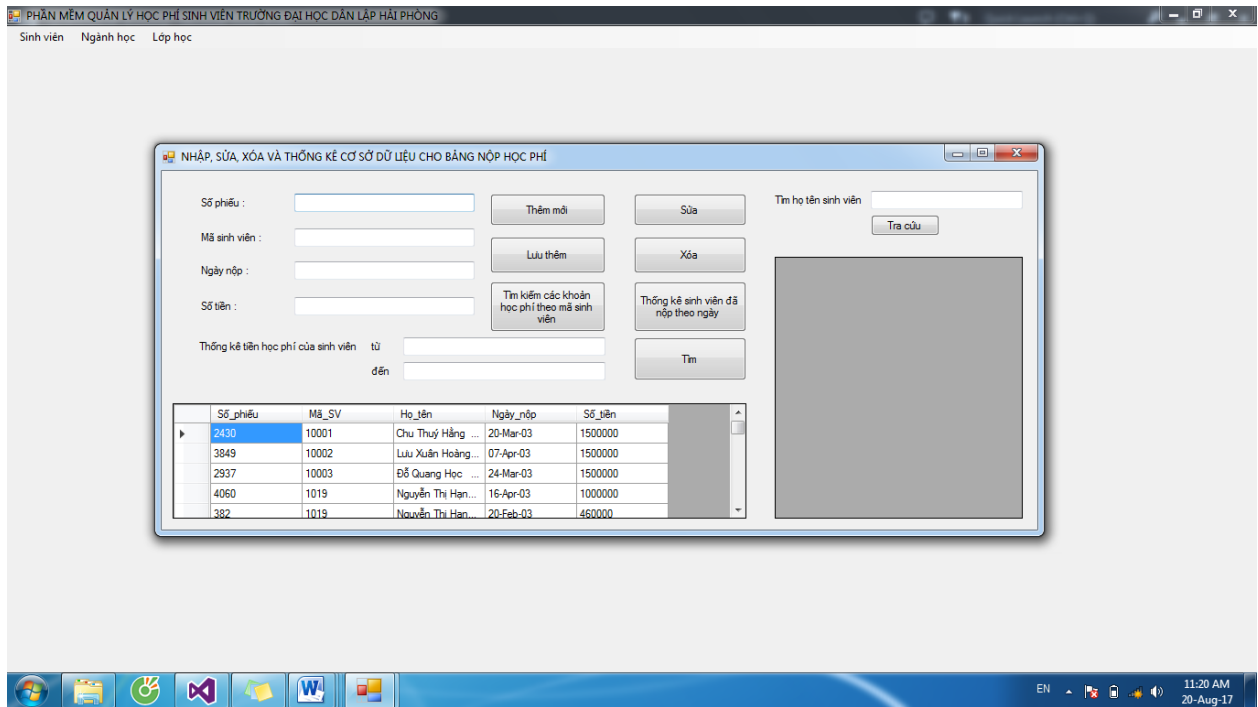 PHẦN MỀM QUẢN LÝ HỌC PHÍ SINH VIÊN TRƯỜNG ĐẠI HỌC DÂN LẬP HẢI PHÒNG
Sinh viên Ngành học Lớp học
NHẬP, SỬA, XÓA VÀ THỐNG KÊ CƠ SỞ DỮ LIỆU CHO BẢNG NỘP HỌC PHÍ
Số phiếu :
Thêm mới
Sửa
Tìm họ tên sinh viên
Tra cứu
Mã sinh viên :
Lưu thêm
Xóa
Ngày nộp :
Số tiền :
Tìm kiếm các khoản
học phí theo mã sinh
viên
Thống kê sinh viên đã
nộp theo ngày
Thống kê tiền học phí của sinh viên từ
đến
Tìm
Số_phiếu Mã_SV Họ_tên Ngày_nộp Số_tiền
2430 10001 Chu Thuý Hằng ... 20-Mar-03 1500000
3849 10002 Lưu Xuân Hoàng... 07-Apr-03 1500000
2937 10003 Đỗ Quang Học ... 24-Mar-03 1500000
4060 1019 Nguyễn Thị Hạn... 16-Apr-03 1000000
382 1019 Nguyễn Thị Hạn... 20-Feb-03 460000
EN
11:20 AM
20-Aug-17